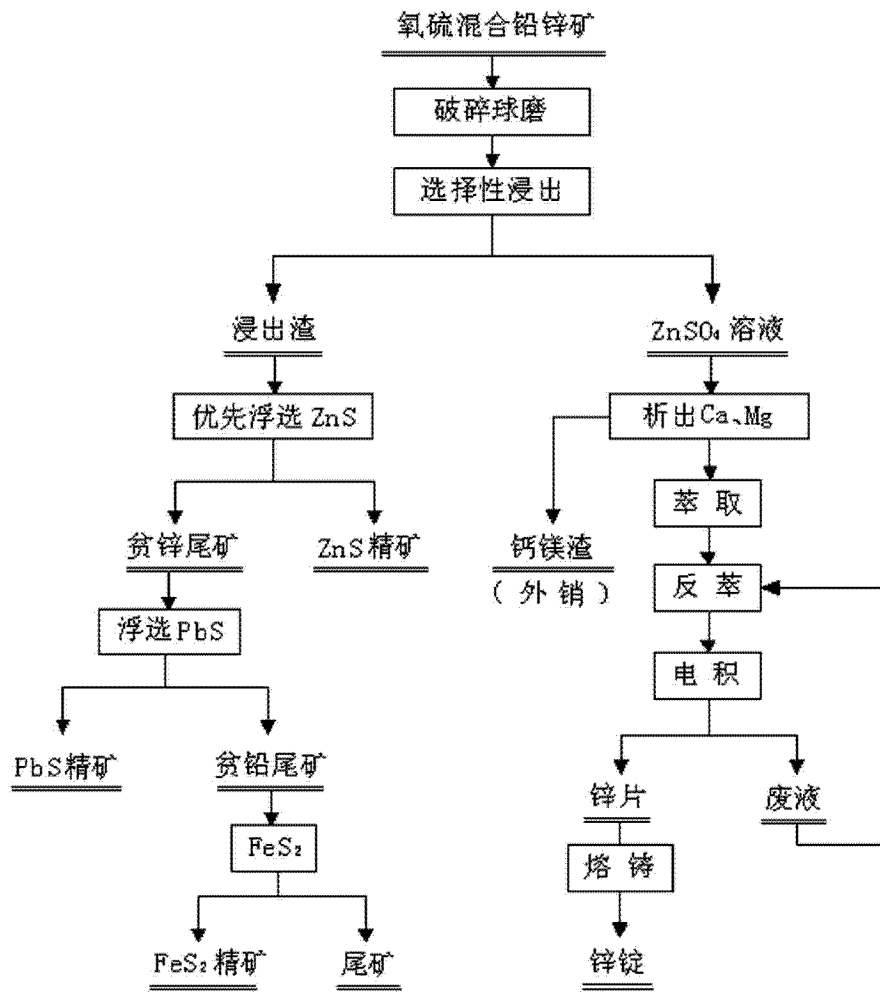 氧硫混合铅锌矿
破碎球磨
选择性浸出
浸出渣
ZnSO₄溶液
优先浮选ZnS
析出Ca、Mg
萃取
贫锌尾矿
ZnS精矿
钙镁渣
(外销)
反萃
浮选PbS
电积
PbS精矿
贫铅尾矿
锌片
废液
FeS₂
熔铸
FeS₂精矿
尾矿
锌锭